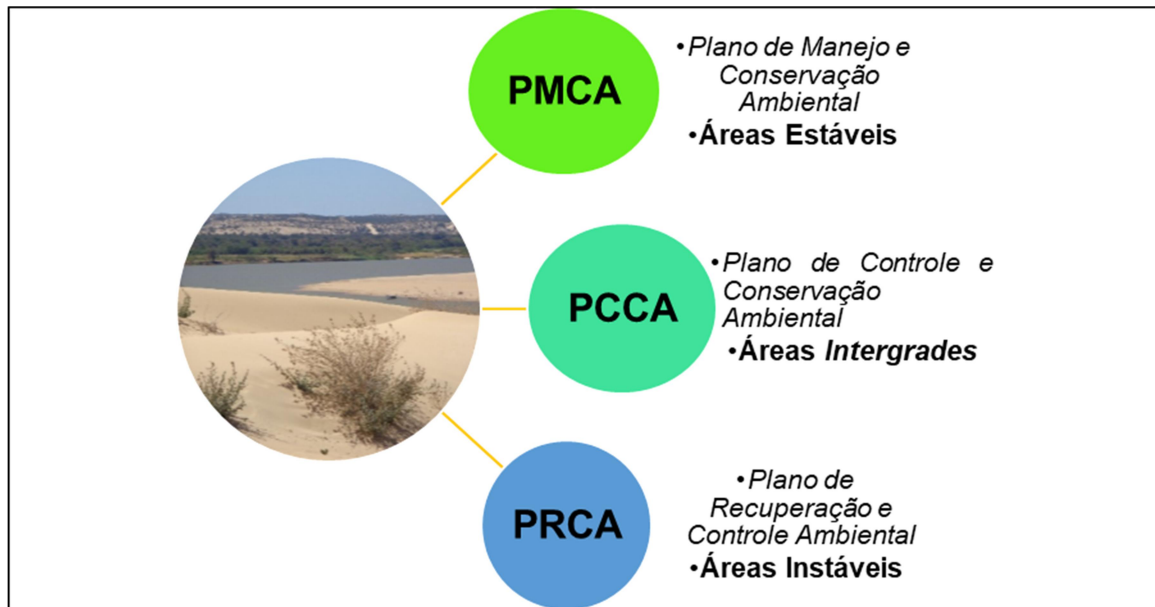 PMCA
•Plano de Manejo e
Conservação
Ambiental
•Áreas Estáveis
PCCA
•Plano de Controle e
Conservação
Ambiental
•Áreas Intergrades
PRCA
•Plano de
Recuperação e
Controle Ambiental
•Áreas Instáveis